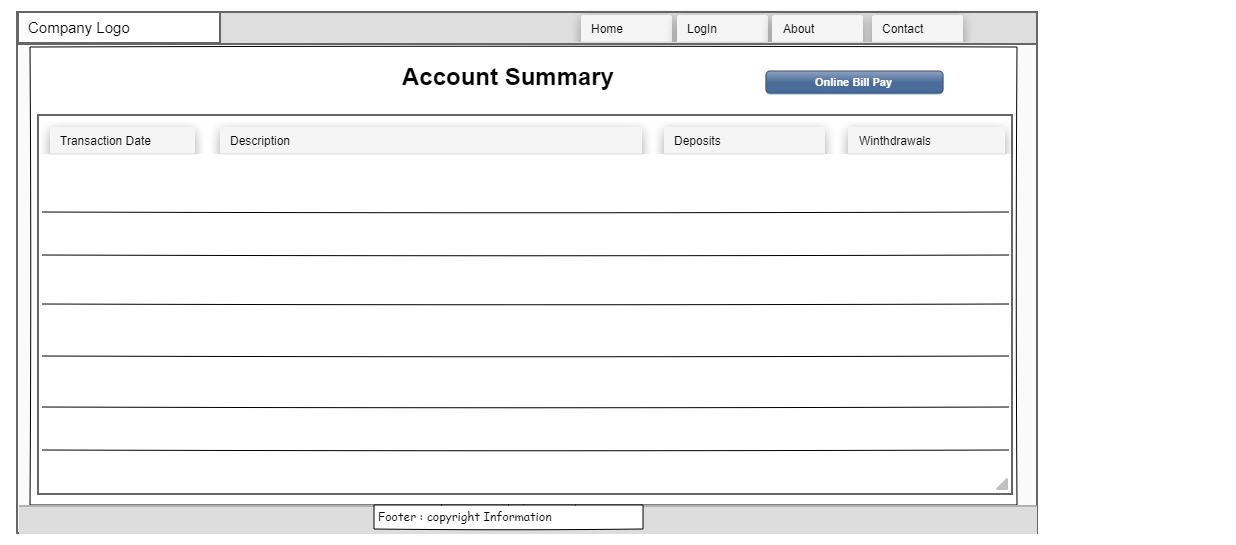 Company Logo
Home
LogIn
About
Contact
Account Summary
Online Bill Pay
Transaction Date
Description
Deposits
Winthdrawals
Footer : copyright Information